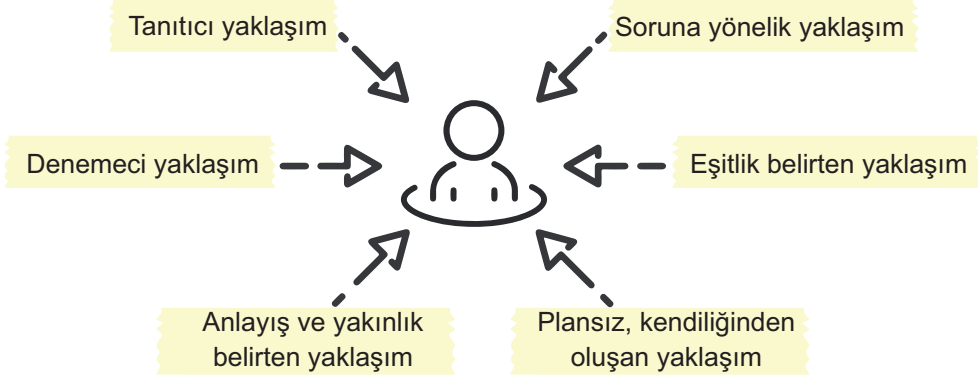 Tanıtıcı yaklaşım
Soruna yönelik yaklaşım
Denemeci yaklaşım
Eşitlik belirten yaklaşım
Anlayış ve yakınlık
belirten yaklaşım
Plansız, kendiliğinden
oluşan yaklaşım